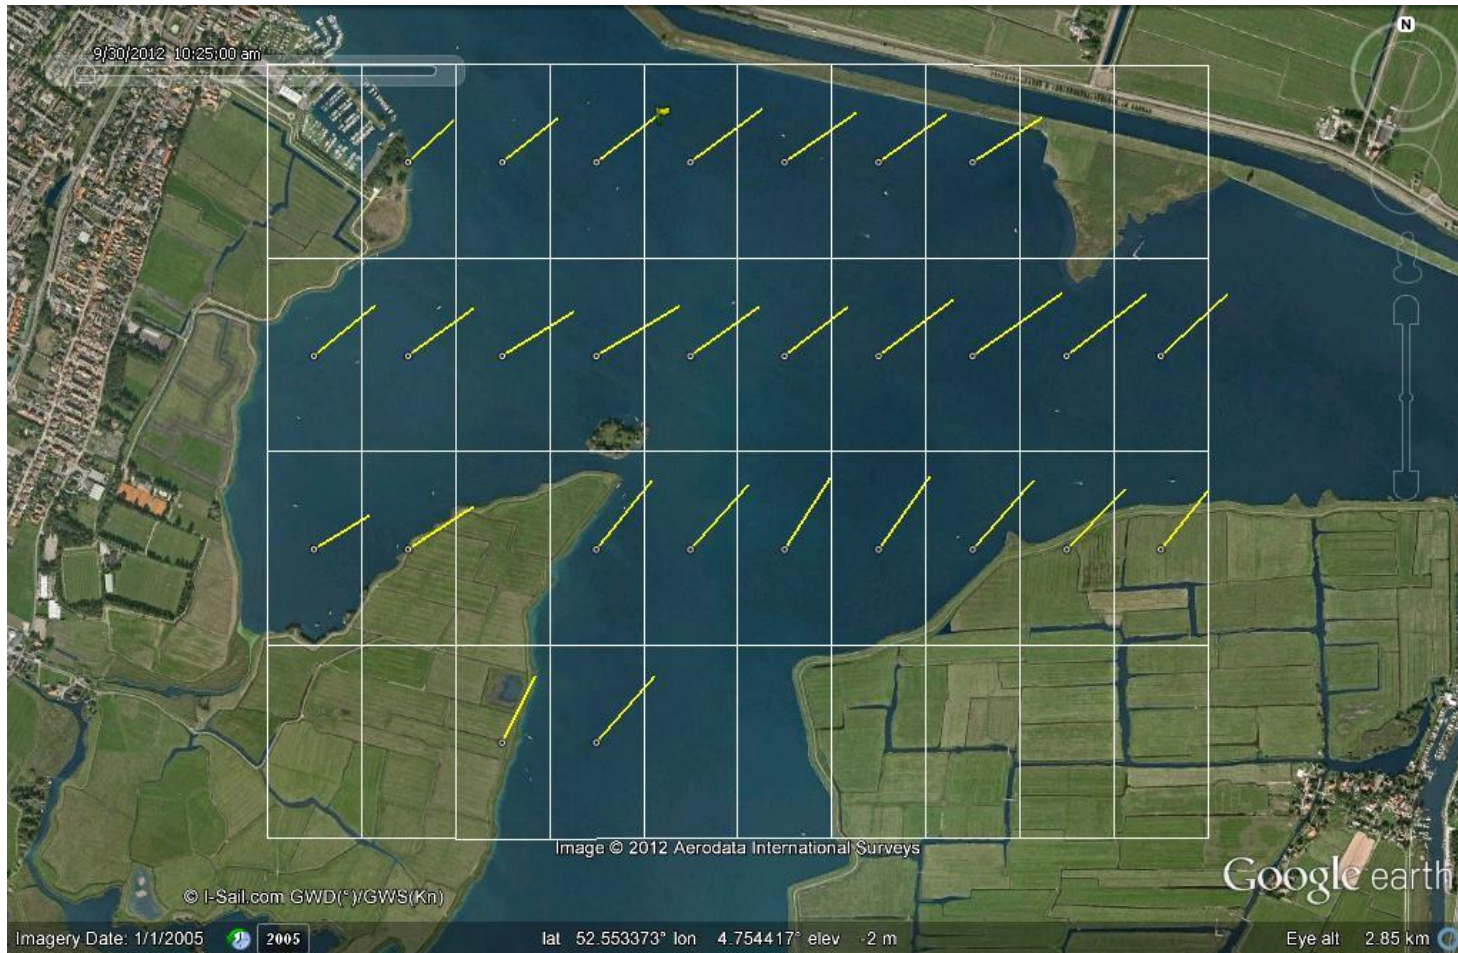 N
9/30/2012 10:25:00 am
Image © 2012 Aerodata International Surveys
© I-Sail.com GWD(°)/GWS(Kn)
Google earth
Imagery Date: 1/1/2005 2005 lat 52.553373° lon 4.754417° elev -2 m Eye alt 2.85 km